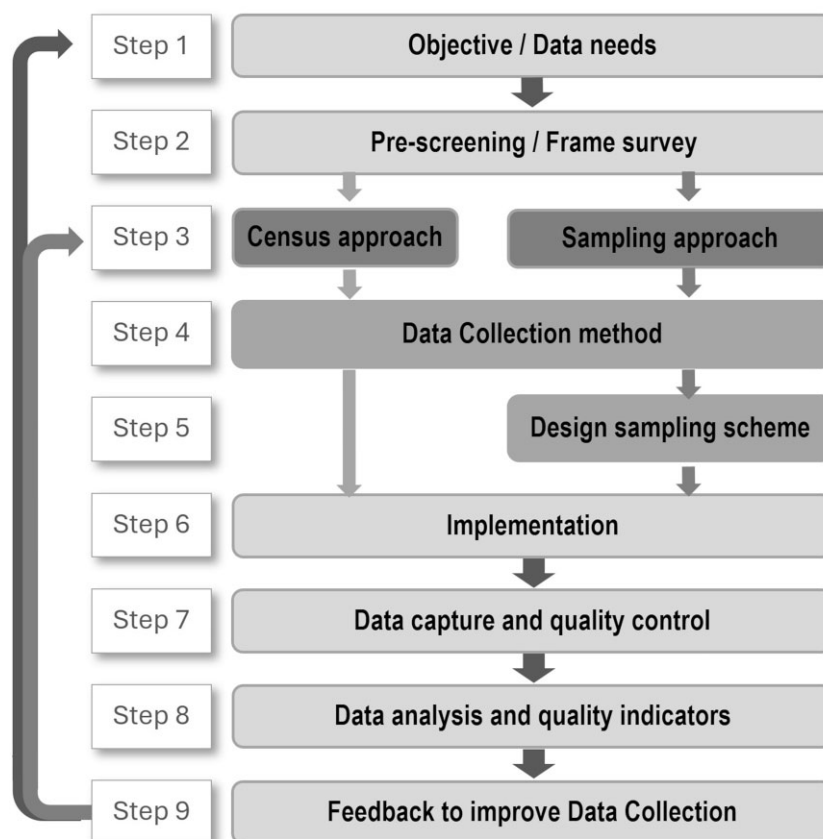 Step 1
Objective / Data needs
Step 2
Pre-screening / Frame survey
Step 3
Census approach
Sampling approach
Step 4
Data Collection method
Step 5
Design sampling scheme
Step 6
Implementation
Step 7
Data capture and quality control
Step 8
Data analysis and quality indicators
Step 9
Feedback to improve Data Collection